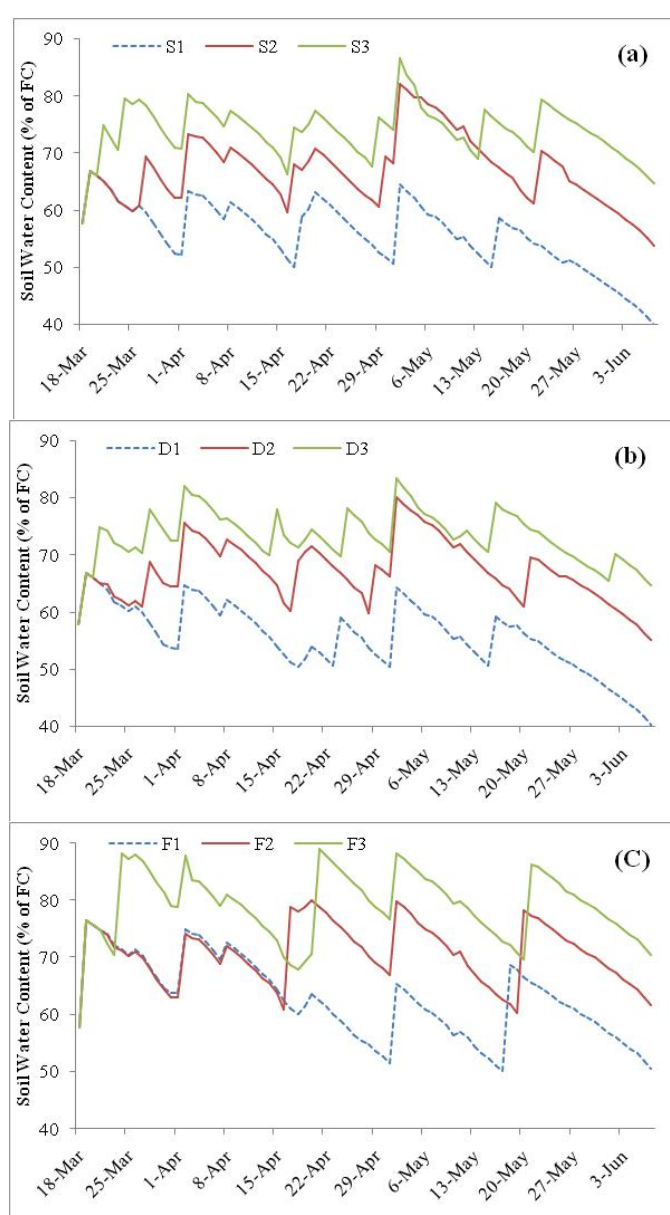 90
S1 S2 S3
(a)
80
70
60
50
40
Soil Water Content (% of FC)
18-Mar
25-Mar
1-Apr
8-Apr
15-Apr
22-Apr
29-Apr
6-May
13-May
20-May
27-May
3-Jun
90
D1 D2 D3
(b)
80
70
60
50
40
Soil Water Content (% of FC)
18-Mar
25-Mar
1-Apr
8-Apr
15-Apr
22-Apr
29-Apr
6-May
13-May
20-May
27-May
3-Jun
90
F1 F2 F3
(C)
80
70
60
50
40
Soil Water Content (% of FC)
18-Mar
25-Mar
1-Apr
8-Apr
15-Apr
22-Apr
29-Apr
6-May
13-May
20-May
27-May
3-Jun